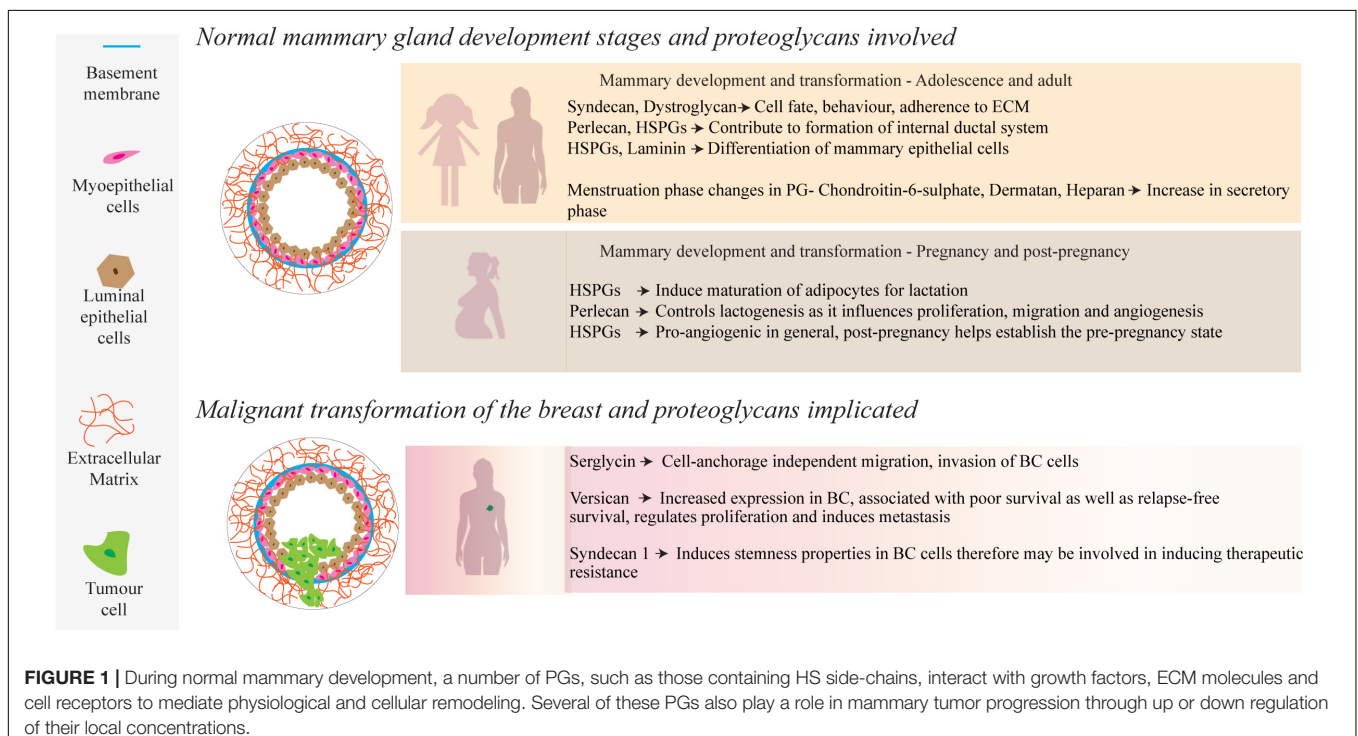 Normal mammary gland development stages and proteoglycans involved
Basement
membrane
Myoepithelial
cells
Luminal
epithelial
cells
Extracellular
Matrix
Tumour
cell
Mammary development and transformation - Adolescence and adult
Syndecan, Dystroglycan➔ Cell fate, behaviour, adherence to ECM
Perlecan, HSPGs ➔ Contribute to formation of internal ductal system
HSPGs, Laminin ➔ Differentiation of mammary epithelial cells
Menstruation phase changes in PG- Chondroitin-6-sulphate, Dermatan, Heparan ➔ Increase in secretory
phase
Mammary development and transformation - Pregnancy and post-pregnancy
HSPGs ➔ Induce maturation of adipocytes for lactation
Perlecan ➔ Controls lactogenesis as it influences proliferation, migration and angiogenesis
HSPGs ➔ Pro-angiogenic in general, post-pregnancy helps establish the pre-pregnancy state
Malignant transformation of the breast and proteoglycans implicated
Serglycin ➔ Cell-anchorage independent migration, invasion of BC cells
Versican ➔ Increased expression in BC, associated with poor survival as well as relapse-free
survival, regulates proliferation and induces metastasis
Syndecan 1 ➔ Induces stemness properties in BC cells therefore may be involved in inducing therapeutic
resistance
FIGURE 1 | During normal mammary development, a number of PGs, such as those containing HS side-chains, interact with growth factors, ECM molecules and
cell receptors to mediate physiological and cellular remodeling. Several of these PGs also play a role in mammary tumor progression through up or down regulation
of their local concentrations.